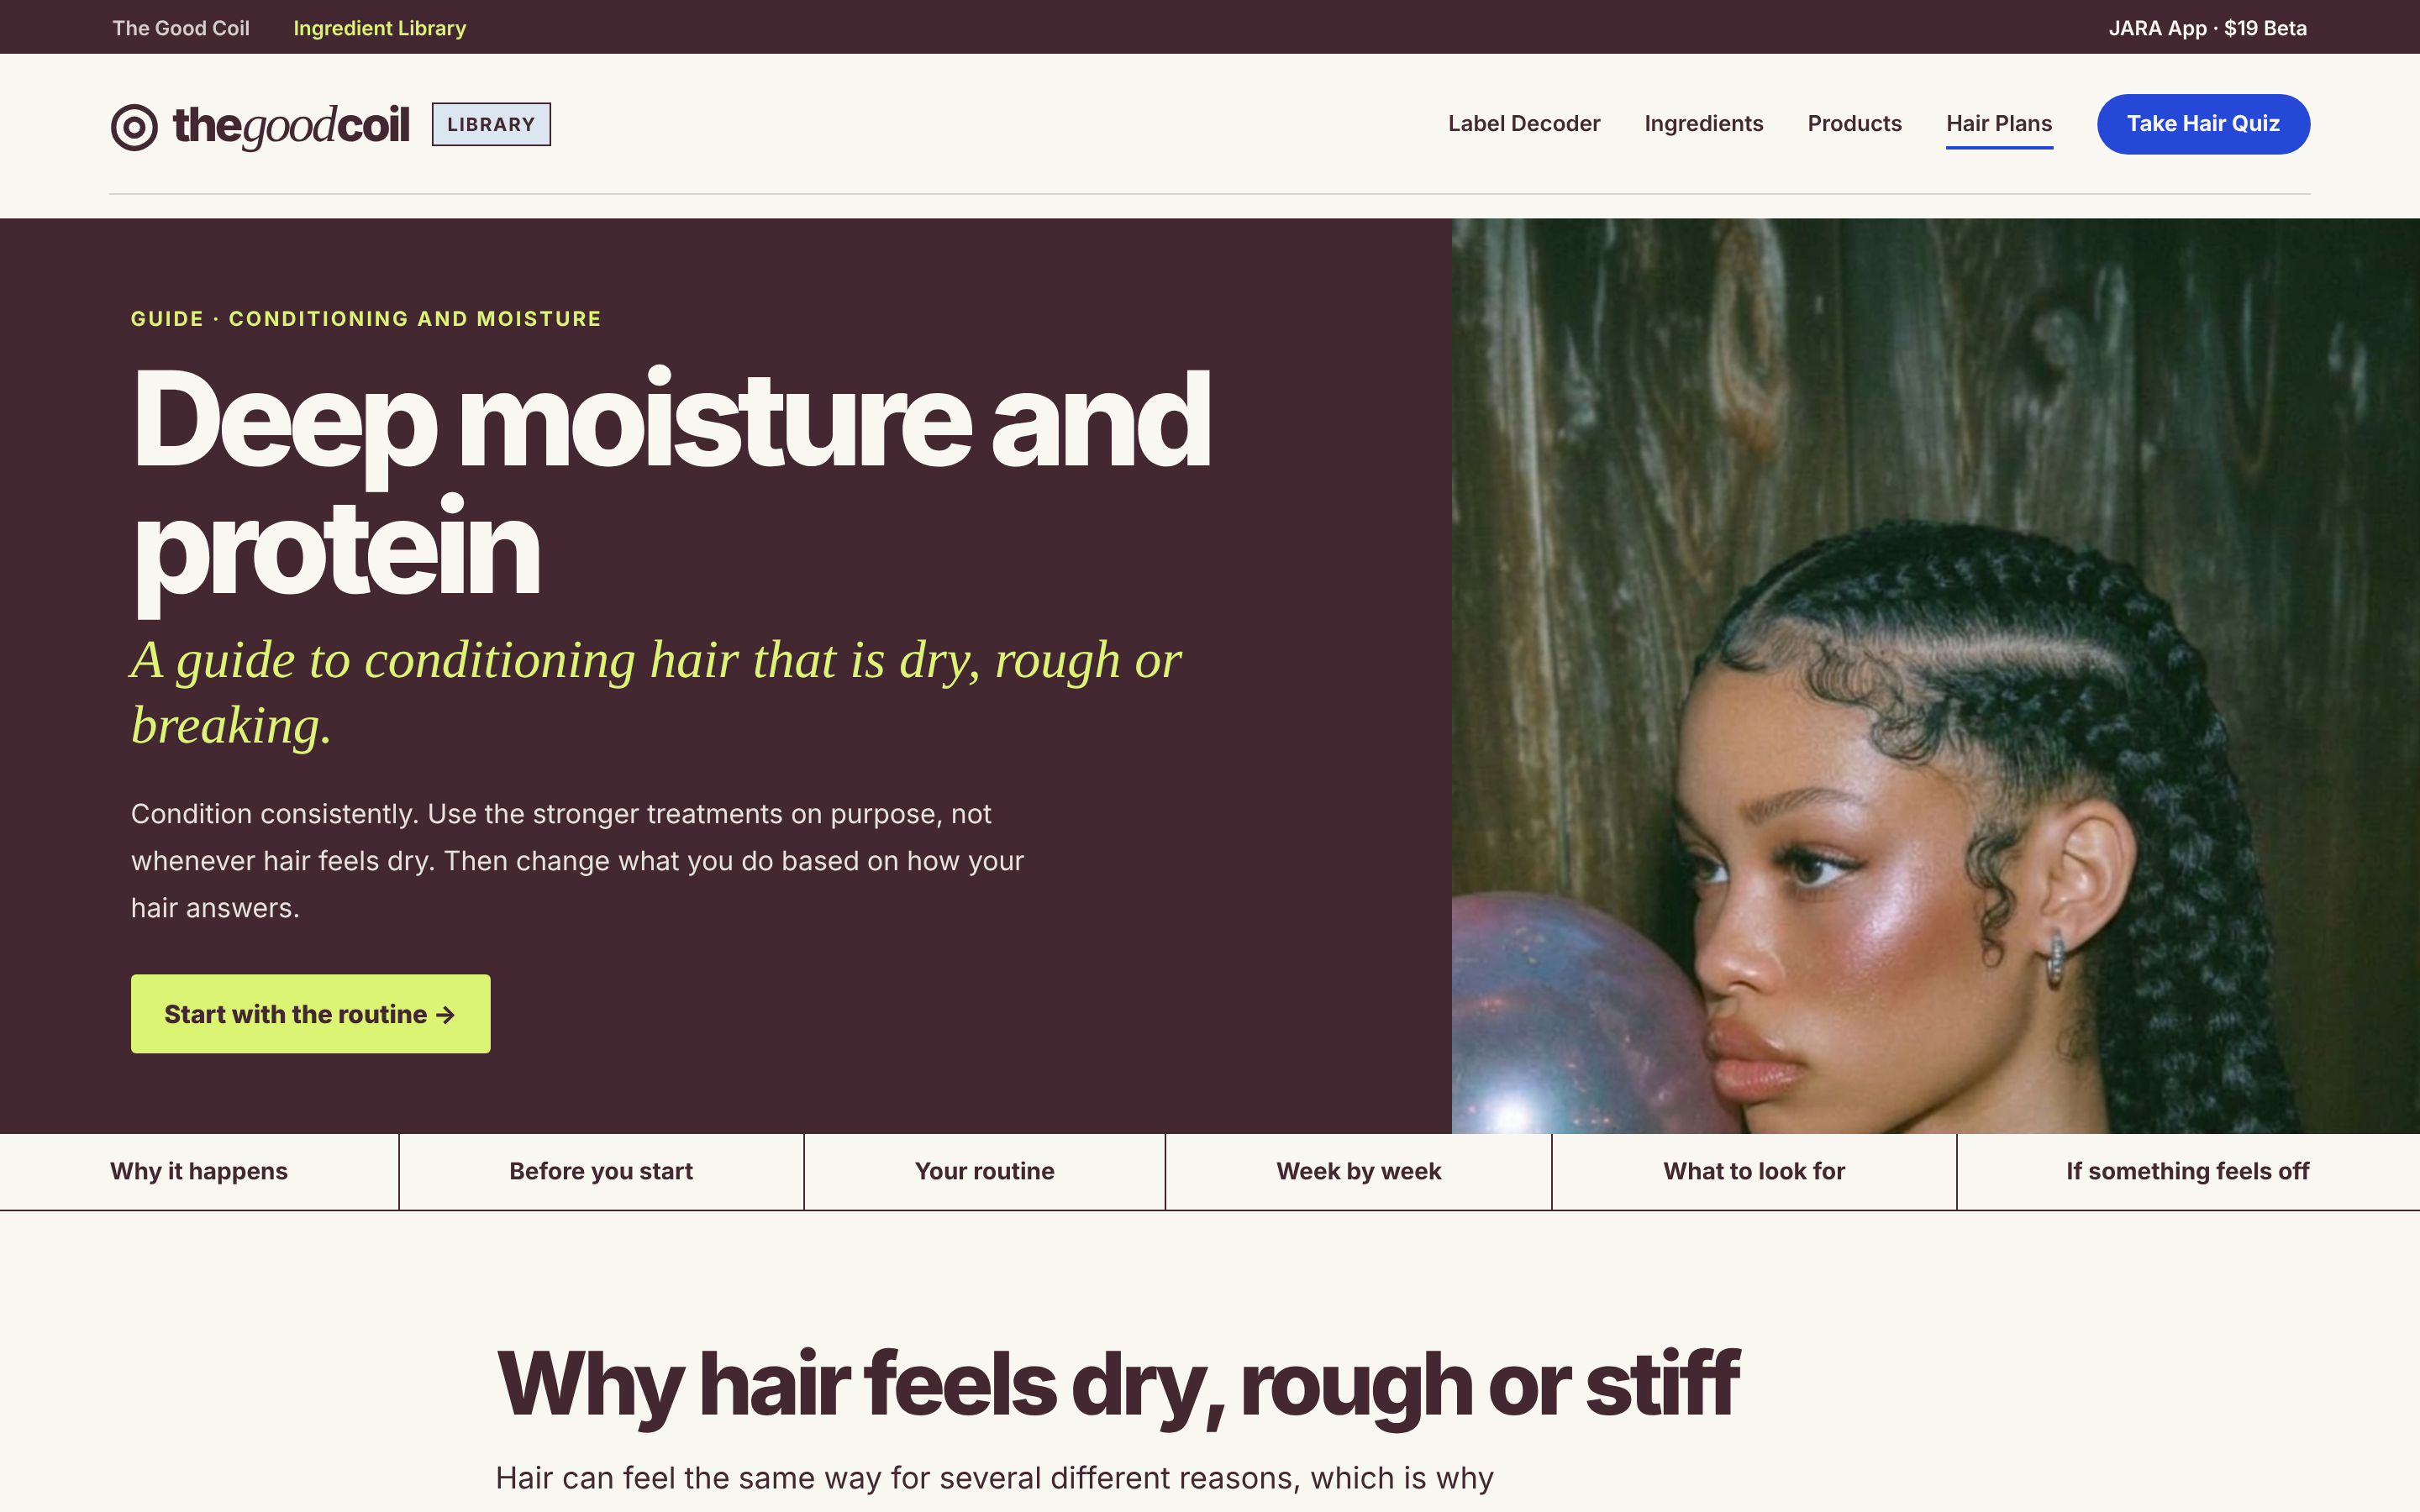 The Good Coil
Ingredient Library
JARA App · $19 Beta
thegoodcoil
LIBRARY
Label Decoder
Ingredients
Products
Hair Plans
Take Hair Quiz
GUIDE · CONDITIONING AND MOISTURE
Deep moisture and
protein
A guide to conditioning hair that is dry, rough or
breaking.
Condition consistently. Use the stronger treatments on purpose, not
whenever hair feels dry. Then change what you do based on how your
hair answers.
Start with the routine →
Why it happens
Before you start
Your routine
Week by week
What to look for
If something feels off
Why hair feels dry, rough or stiff
Hair can feel the same way for several different reasons, which is why